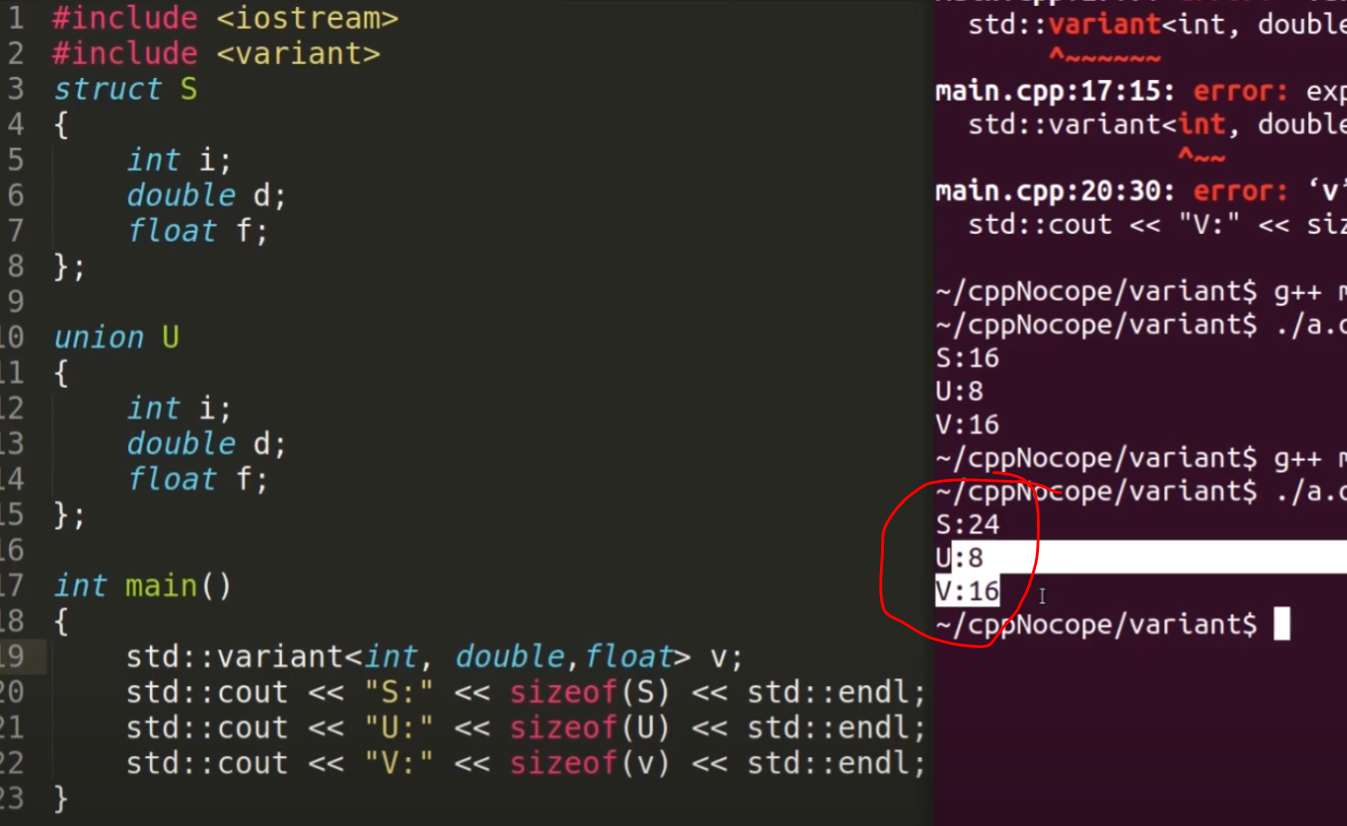 1 #include <iostream>
2 #include <variant>
3 struct S
4 {
5 int i;
6 double d;
7 float f;
8 };
9
10 union U
11 {
12 int i;
13 double d;
14 float f;
15 };
16
17 int main()
18 {
19 std::variant<int, double,float> v;
20 std::cout << "S:" << sizeof(S) << std::endl;
21 std::cout << "U:" << sizeof(U) << std::endl;
22 std::cout << "V:" << sizeof(v) << std::endl;
23 }
std::variant<int, double
^~~~~~~
main.cpp:17:15: error: exp
std::variant<int, double
^~~
main.cpp:20:30: error: ‘v’
std::cout << "V:" << siz
~/cppNocope/variant$ g++ m
~/cppNocope/variant$ ./a.o
S:16
U:8
V:16
~/cppNocope/variant$ g++ m
~/cppNocope/variant$ ./a.o
S:24
U:8
V:16
~/cppNocope/variant$